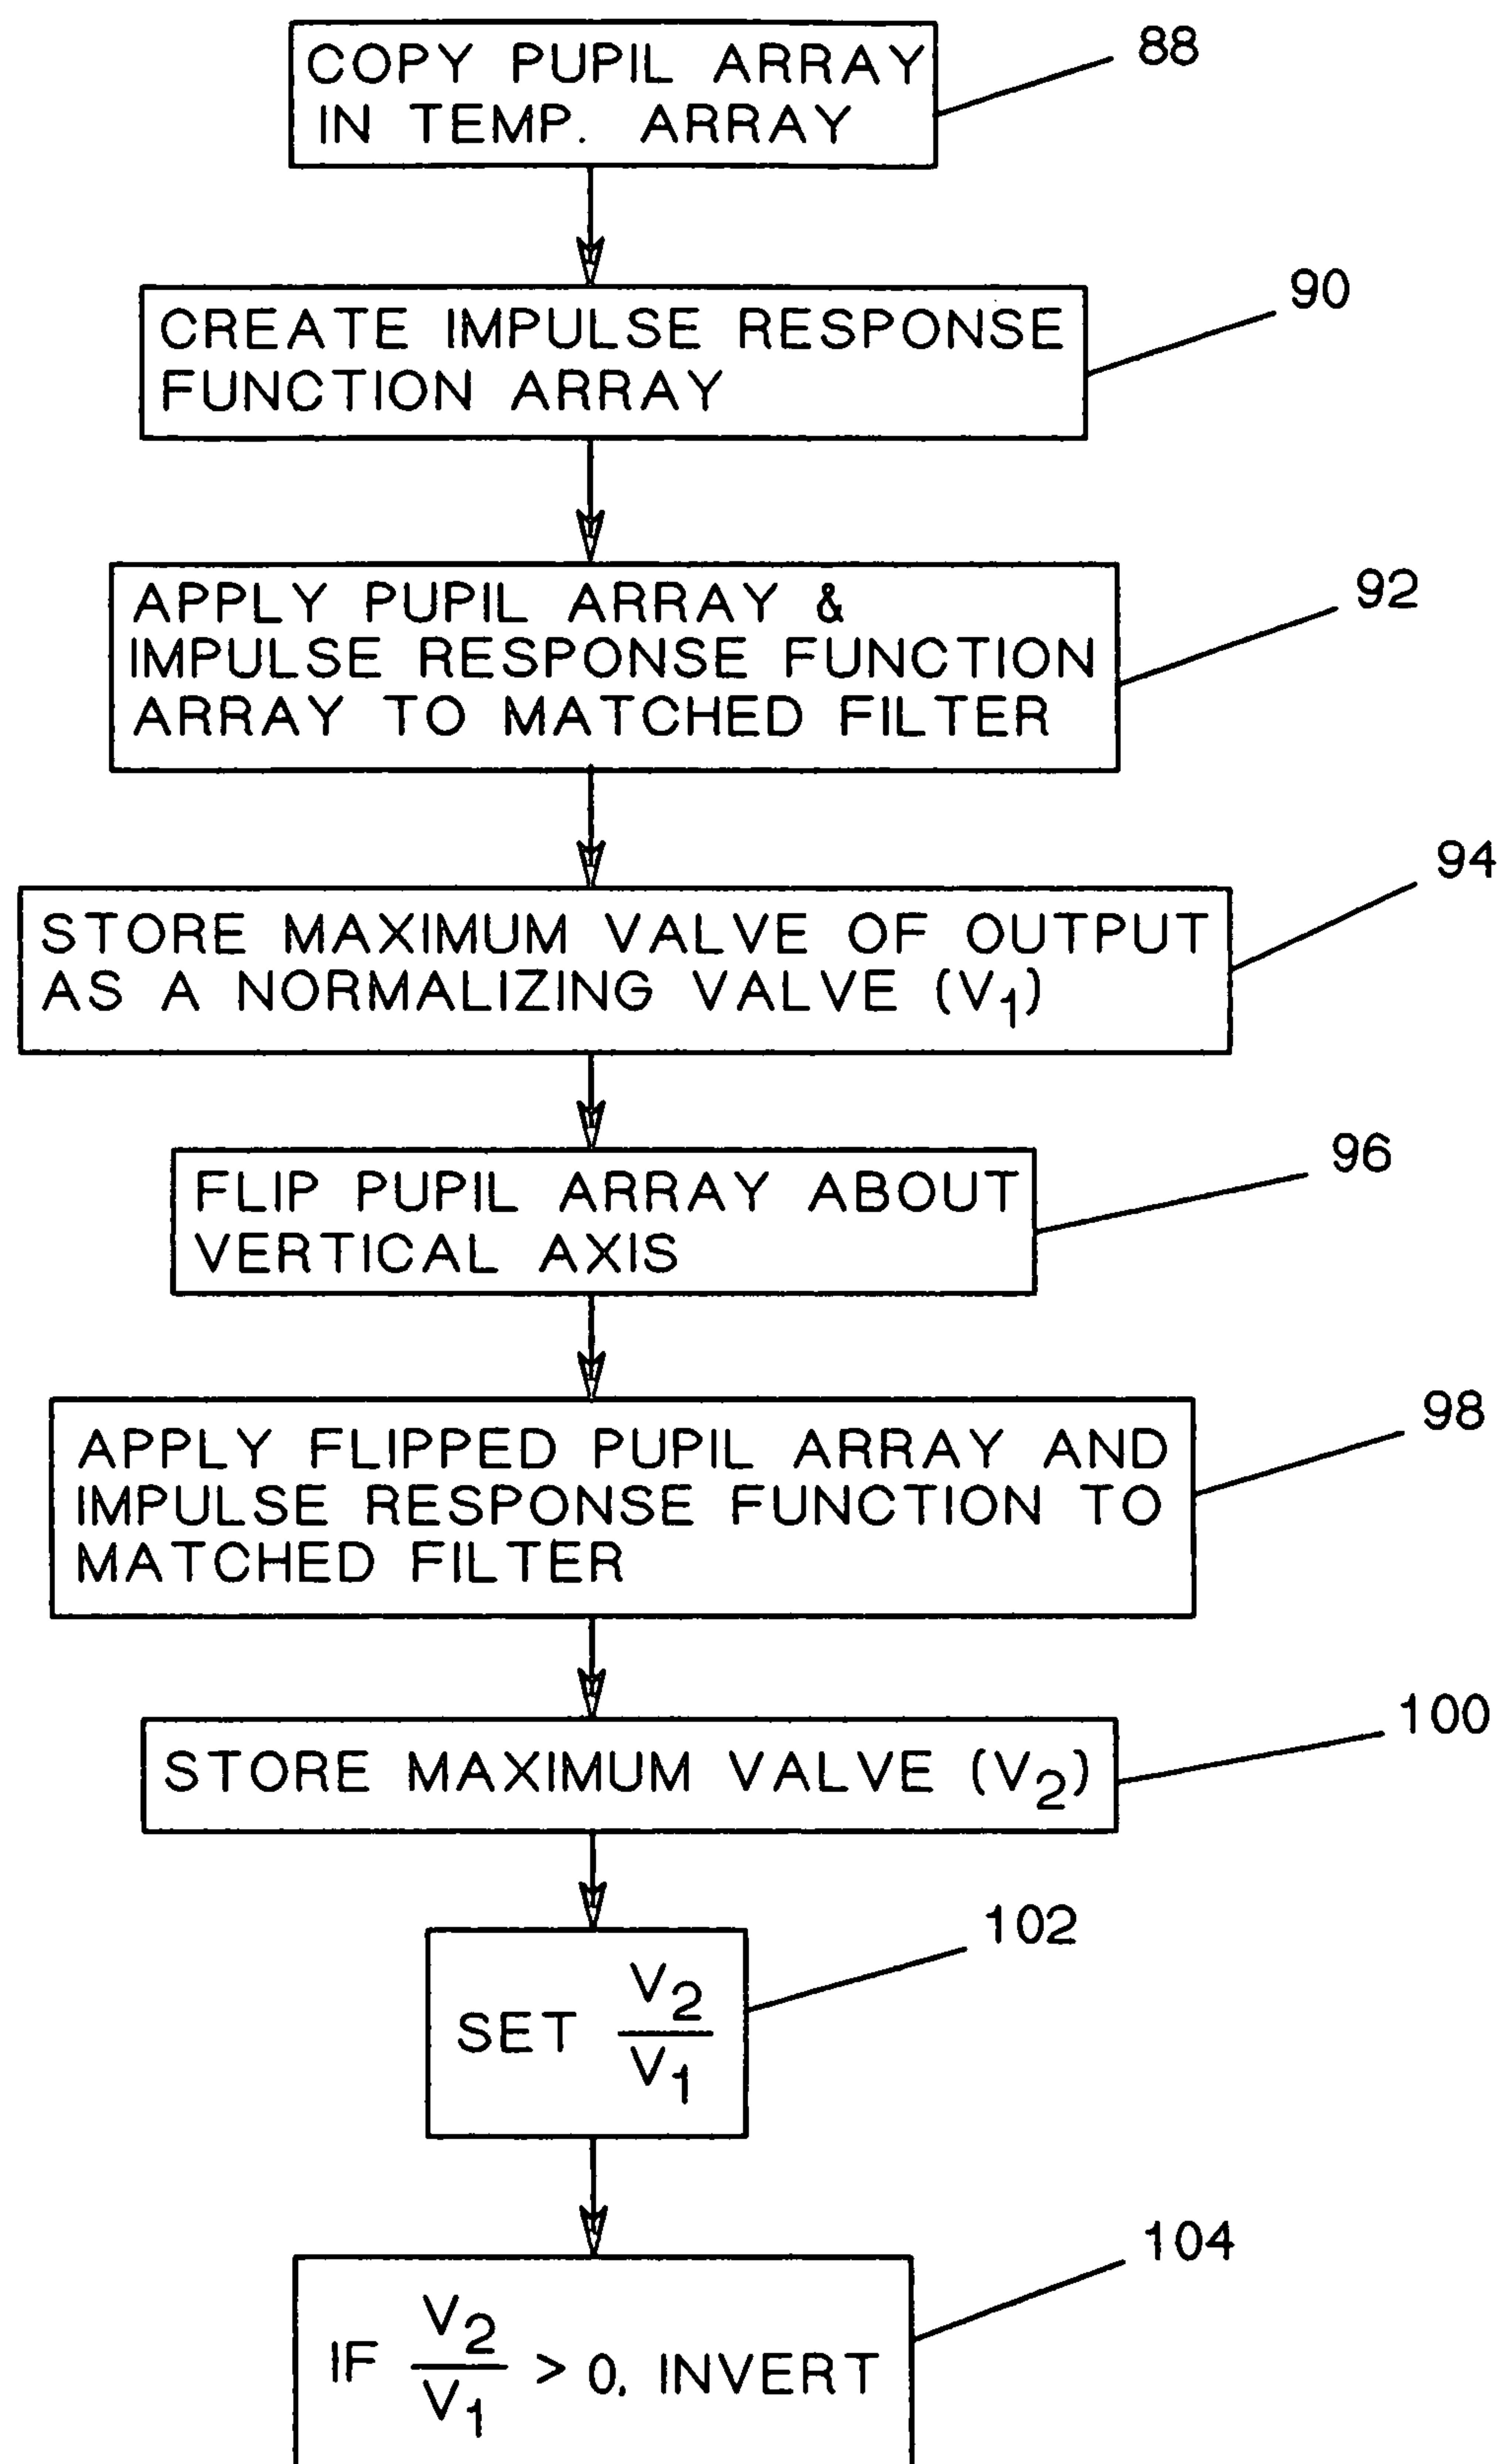 COPY PUPIL ARRAY
IN TEMP. ARRAY
88
CREATE IMPULSE RESPONSE
FUNCTION ARRAY
90
APPLY PUPIL ARRAY &
IMPULSE RESPONSE FUNCTION
ARRAY TO MATCHED FILTER
92
STORE MAXIMUM VALVE OF OUTPUT
AS A NORMALIZING VALVE (V1)
94
FLIP PUPIL ARRAY ABOUT
VERTICAL AXIS
96
APPLY FLIPPED PUPIL ARRAY AND
IMPULSE RESPONSE FUNCTION TO
MATCHED FILTER
98
STORE MAXIMUM VALVE (V2)
100
SET V2/V1
102
IF V2/V1 > 0, INVERT
104